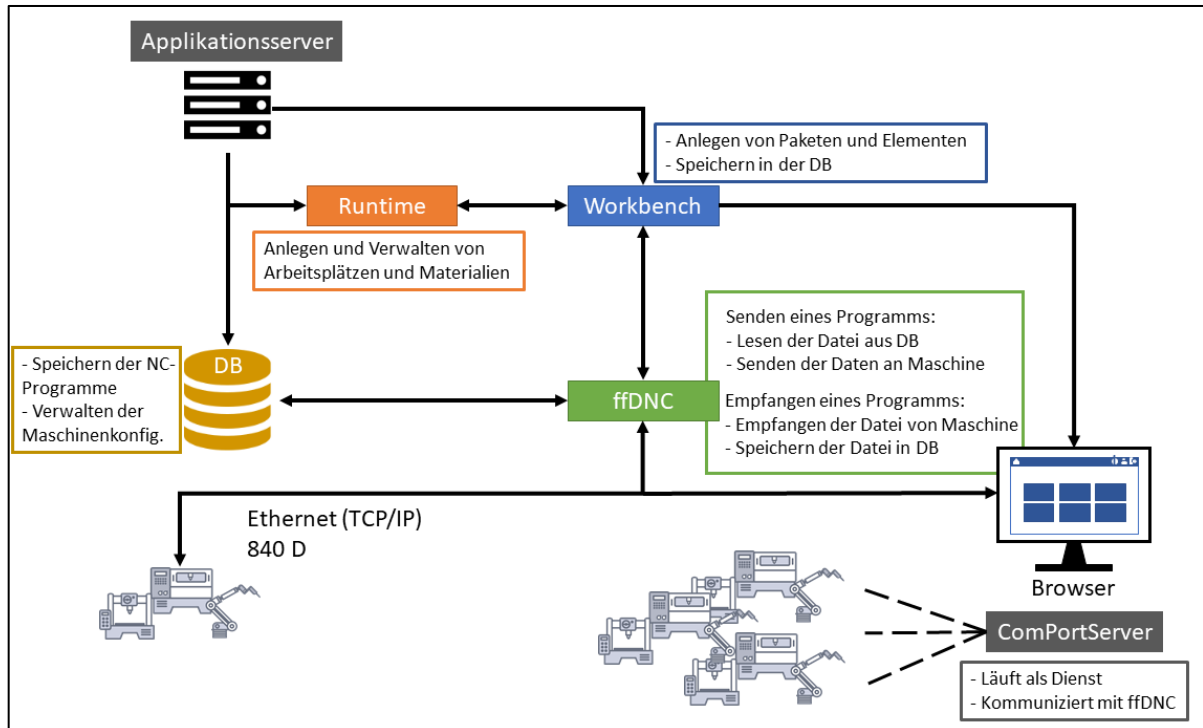 Applikationsserver
- Anlegen von Paketen und Elementen
- Speichern in der DB
Runtime
Workbench
Anlegen und Verwalten von
Arbeitsplätzen und Materialien
Senden eines Programms:
- Lesen der Datei aus DB
- Senden der Daten an Maschine
Empfangen eines Programms:
- Empfangen der Datei von Maschine
- Speichern der Datei in DB
- Speichern der NC-
Programme
- Verwalten der
Maschinenkonfig.
DB
ffDNC
Ethernet (TCP/IP)
840 D
Browser
ComPortServer
- Läuft als Dienst
- Kommuniziert mit ffDNC